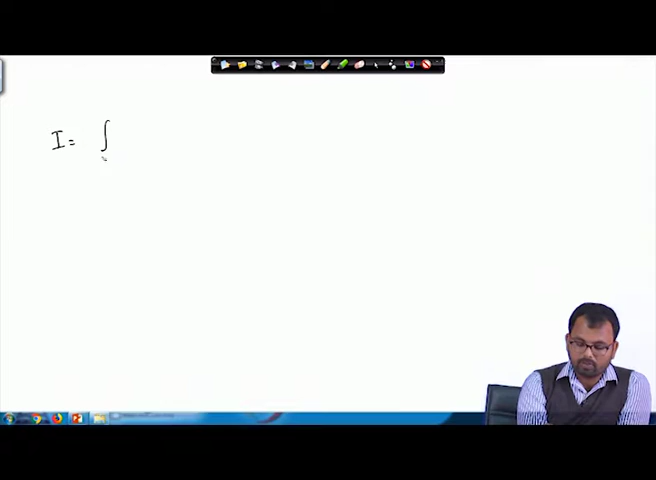 I = ∫